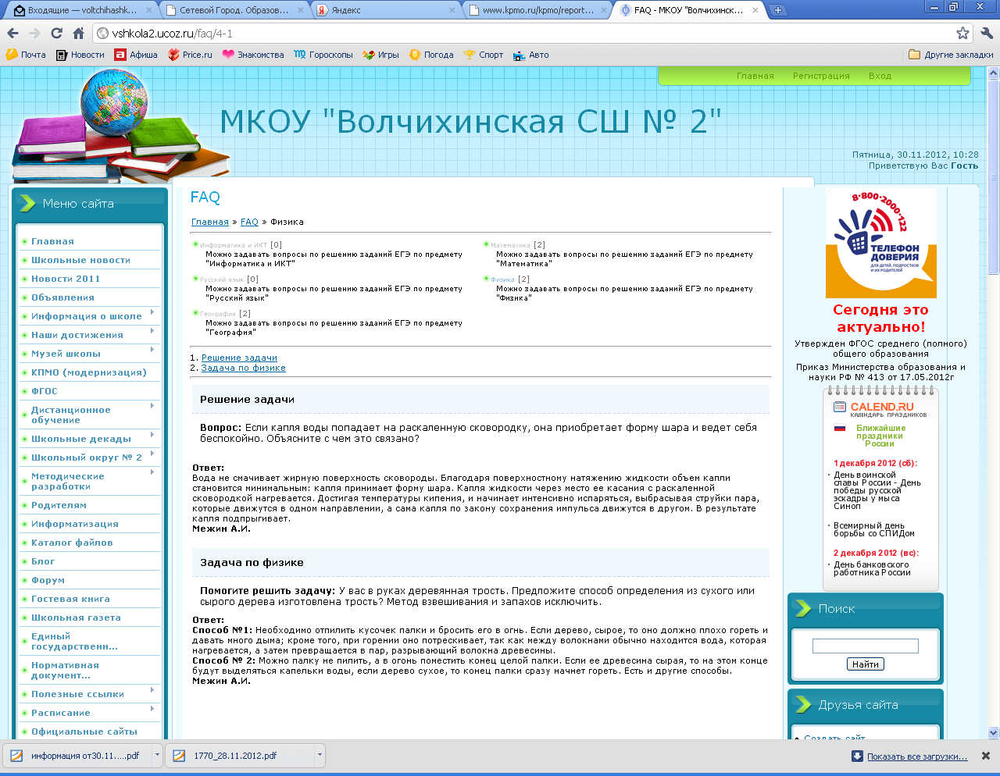 Входящие — voltchihashk...
Сетевой Город. Образов...
Яндекс
www.kpmo.ru/kpmo/report...
FAQ - МКОУ "Волчихинск...
vshkola2.ucoz.ru/faq/4-1
Почта
Новости
Афиша
Price.ru
Знакомства
Гороскопы
Игры
Погода
Спорт
Авто
Другие закладки
Главная
Регистрация
Вход
МКОУ "Волчихинская СШ № 2"
Пятница, 30.11.2012, 10:28
Приветствую Вас Гость
Меню сайта
Главная
Школьные новости
Новости 2011
Объявления
Информация о школе
Наши достижения
Музей школы
КПМО (модернизация)
ФГОС
Дистанционное
обучение
Школьные декады
Школьный округ № 2
Методические
разработки
Родителям
Информатизация
Каталог файлов
Блог
Форум
Гостевая книга
Школьная газета
Единый
государственн...
Нормативная
документ...
Полезные ссылки
Расписание
Официальные сайты
FAQ
Главная » FAQ » Физика
Информатика и ИКТ [0]
Можно задавать вопросы по решению заданий ЕГЭ по предмету
"Информатика и ИКТ"
Математика [2]
Можно задавать вопросы по решению заданий ЕГЭ по предмету
"Математика"
Русский язык [0]
Можно задавать вопросы по решению заданий ЕГЭ по предмету
"Русский язык"
Физика [2]
Можно задавать вопросы по решению заданий ЕГЭ по предмету
"Физика"
География [2]
Можно задавать вопросы по решению заданий ЕГЭ по предмету
"География"
1. Решение задачи
2. Задача по физике
Решение задачи
Вопрос: Если капля воды попадает на раскаленную сковородку, она приобретает форму шара и ведет себя
беспокойно. Объясните с чем это связано?
Ответ:
Вода не смачивает жирную поверхность сковороды. Благодаря поверхностному натяжению жидкости объем капли
становится минимальным: капля принимает форму шара. Капля жидкости через место ее касания с раскаленной
сковородкой нагревается. Достигая температуры кипения, и начинает интенсивно испаряться, выбрасывая струйки пара,
которые движутся в одном направлении, а сама капля по закону сохранения импульса движутся в другом. В результате
капля подпрыгивает.
Межин А.И.
Задача по физике
Помогите решить задачу: У вас в руках деревянная трость. Предложите способ определения из сухого или
сырого дерева изготовлена трость? Метод взвешивания и запахов исключить.
Ответ:
Способ №1: Необходимо отпилить кусочек палки и бросить его в огнь. Если дерево, сырое, то оно должно плохо гореть и
давать много дыма; кроме того, при горении оно потрескивает, так как между волокнами обычно находится вода, которая
нагревается, а затем превращается в пар, разрывающий волокна древесины.
Способ № 2: Можно палку не пилить, а в огонь поместить конец целой палки. Если ее древесина сырая, то на этом конце
будут выделяться капельки воды, если дерево сухое, то конец палки сразу начнет гореть. Есть и другие способы.
Межин А.И.
8-800-2000-122
ТЕЛЕФОН
ДОВЕРИЯ
ДЛЯ ДЕТЕЙ, ПОДРОСТКОВ
И ИХ РОДИТЕЛЕЙ
Сегодня это
актуально!
Утвержден ФГОС среднего (полного)
общего образования
Приказ Министерства образования и
науки РФ № 413 от 17.05.2012г
CALEND.RU
КАЛЕНДАРЬ ПРАЗДНИКОВ
Ближайшие
праздники
России
1 декабря 2012 (сб):
· День воинской
славы России - День
победы русской
эскадры у мыса
Синоп
· Всемирный день
борьбы со СПИДом
2 декабря 2012 (вс):
· День банковского
работника России
Поиск
Найти
Друзья сайта
Создать сайт
информация от30.11. ....pdf
1770_28.11.2012.pdf
Показать все загрузки...